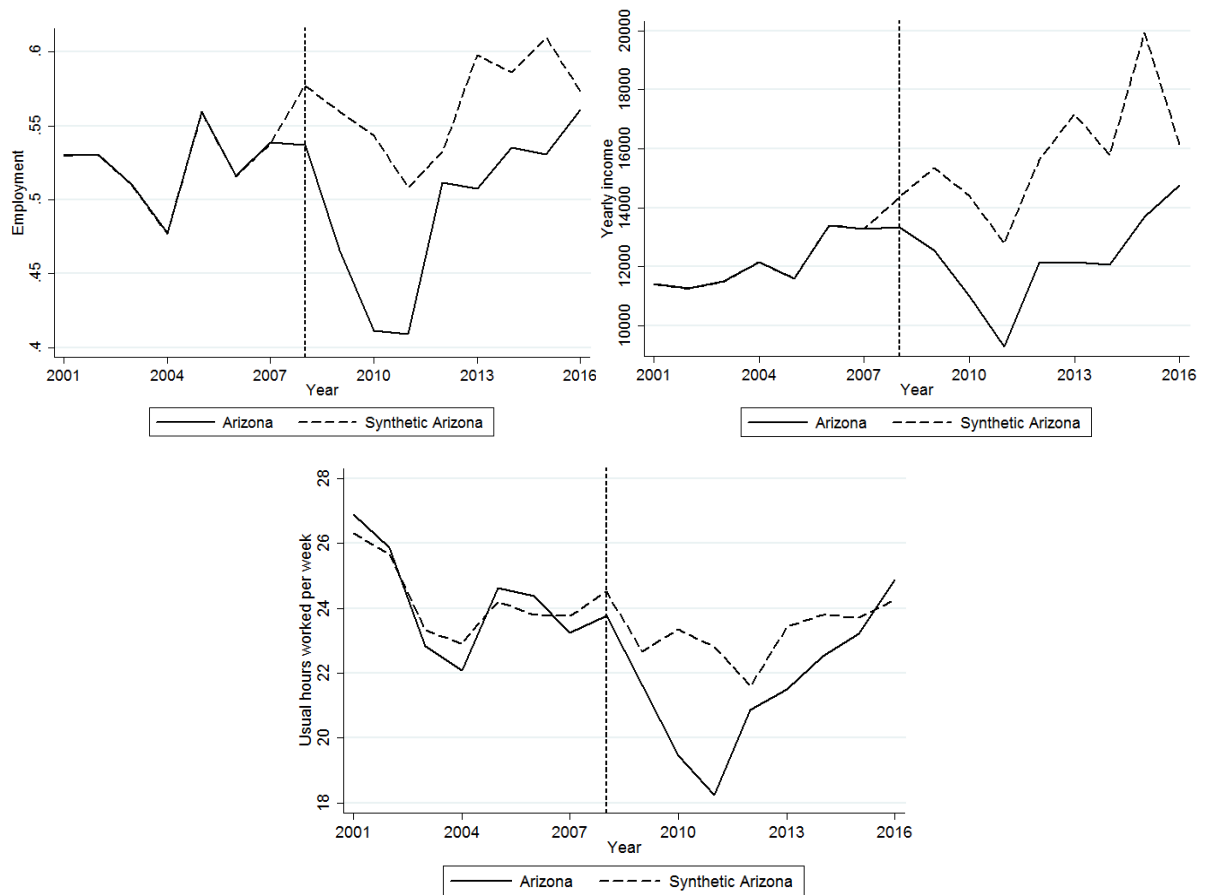 Employment
.6
.55
.5
.45
.4
2001 2004 2007 2010 2013 2016
Year
Arizona Synthetic Arizona
Yearly income
20000
18000
16000
14000
12000
10000
2001 2004 2007 2010 2013 2016
Year
Arizona Synthetic Arizona
Usual hours worked per week
28
26
24
22
20
18
2001 2004 2007 2010 2013 2016
Year
Arizona Synthetic Arizona